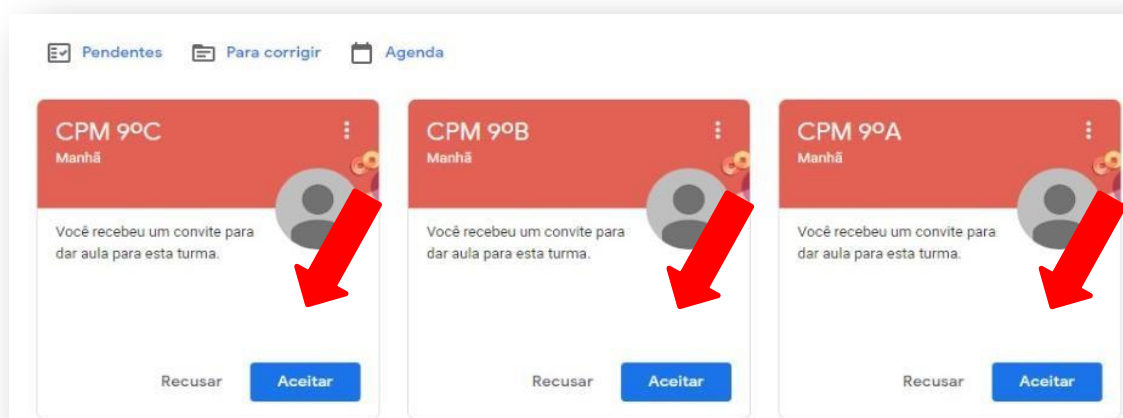 Pendentes Para corrigir Agenda
CPM 9ºC
Manhã
Você recebeu um convite para
dar aula para esta turma.
Recusar Aceitar
CPM 9ºB
Manhã
Você recebeu um convite para
dar aula para esta turma.
Recusar Aceitar
CPM 9ºA
Manhã
Você recebeu um convite para
dar aula para esta turma.
Recusar Aceitar